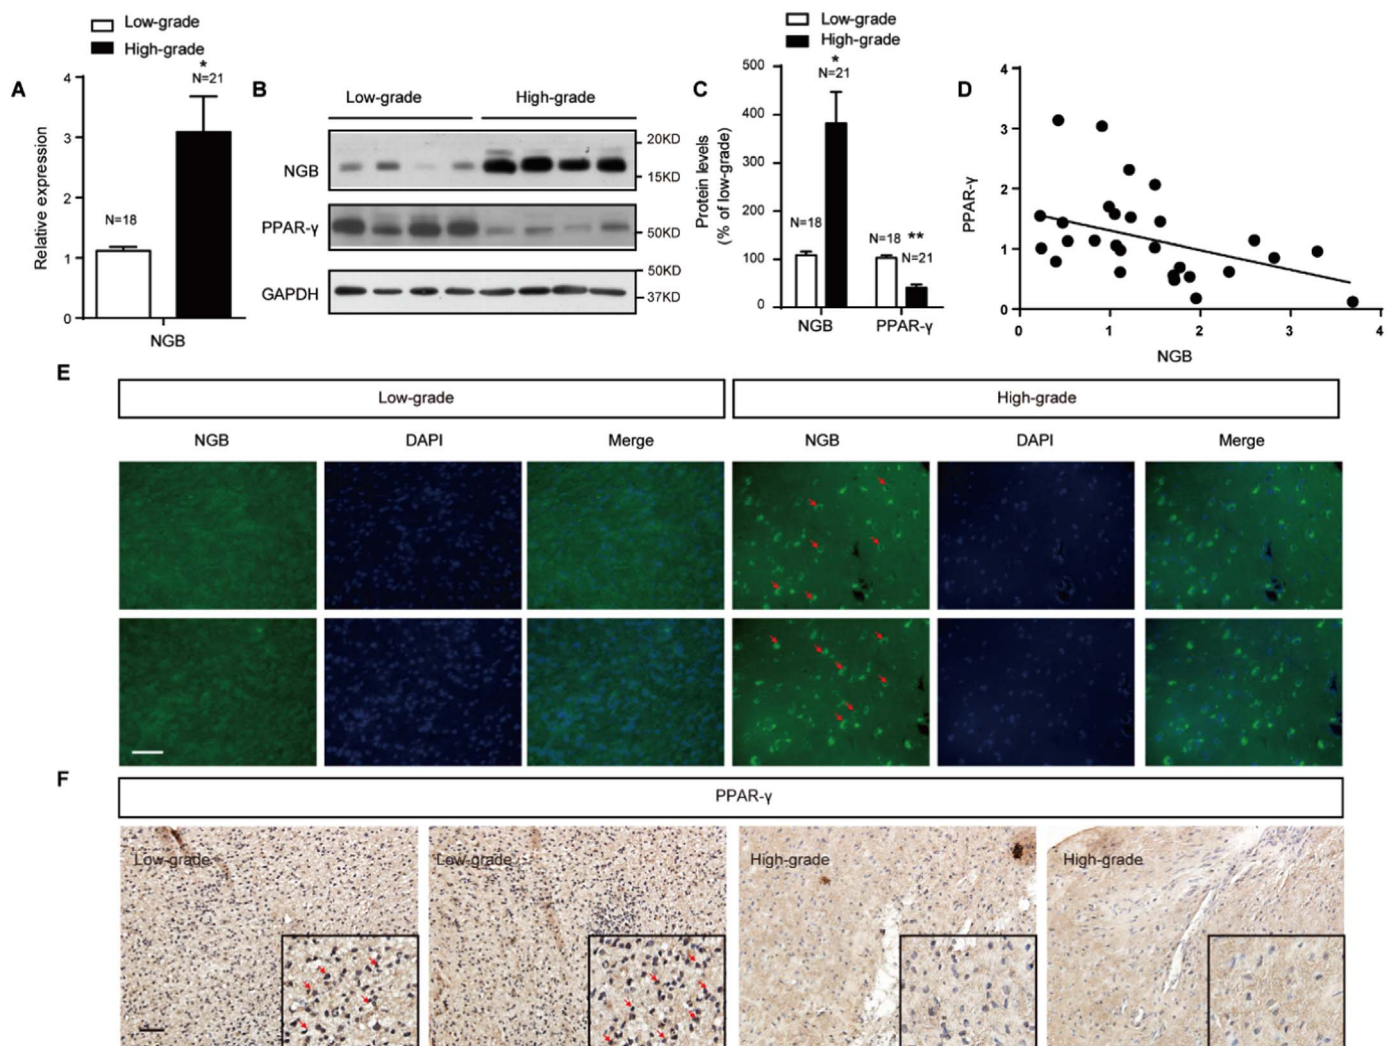 A
Low-grade
High-grade
*
N=21
N=18
4
3
2
1
0
Relative expression
NGB
B
Low-grade
High-grade
NGB
20KD
15KD
PPAR-γ
50KD
GAPDH
50KD
37KD
C
Low-grade
High-grade
*
N=21
N=18
N=18
**
N=21
500
400
300
200
100
0
Protein levels
(% of low-grade)
NGB
PPAR-γ
D
4
3
2
1
0
PPAR-γ
0
1
2
3
4
NGB
E
Low-grade
High-grade
NGB
DAPI
Merge
NGB
DAPI
Merge
F
PPAR-γ
Low-grade
Low-grade
High-grade
High-grade